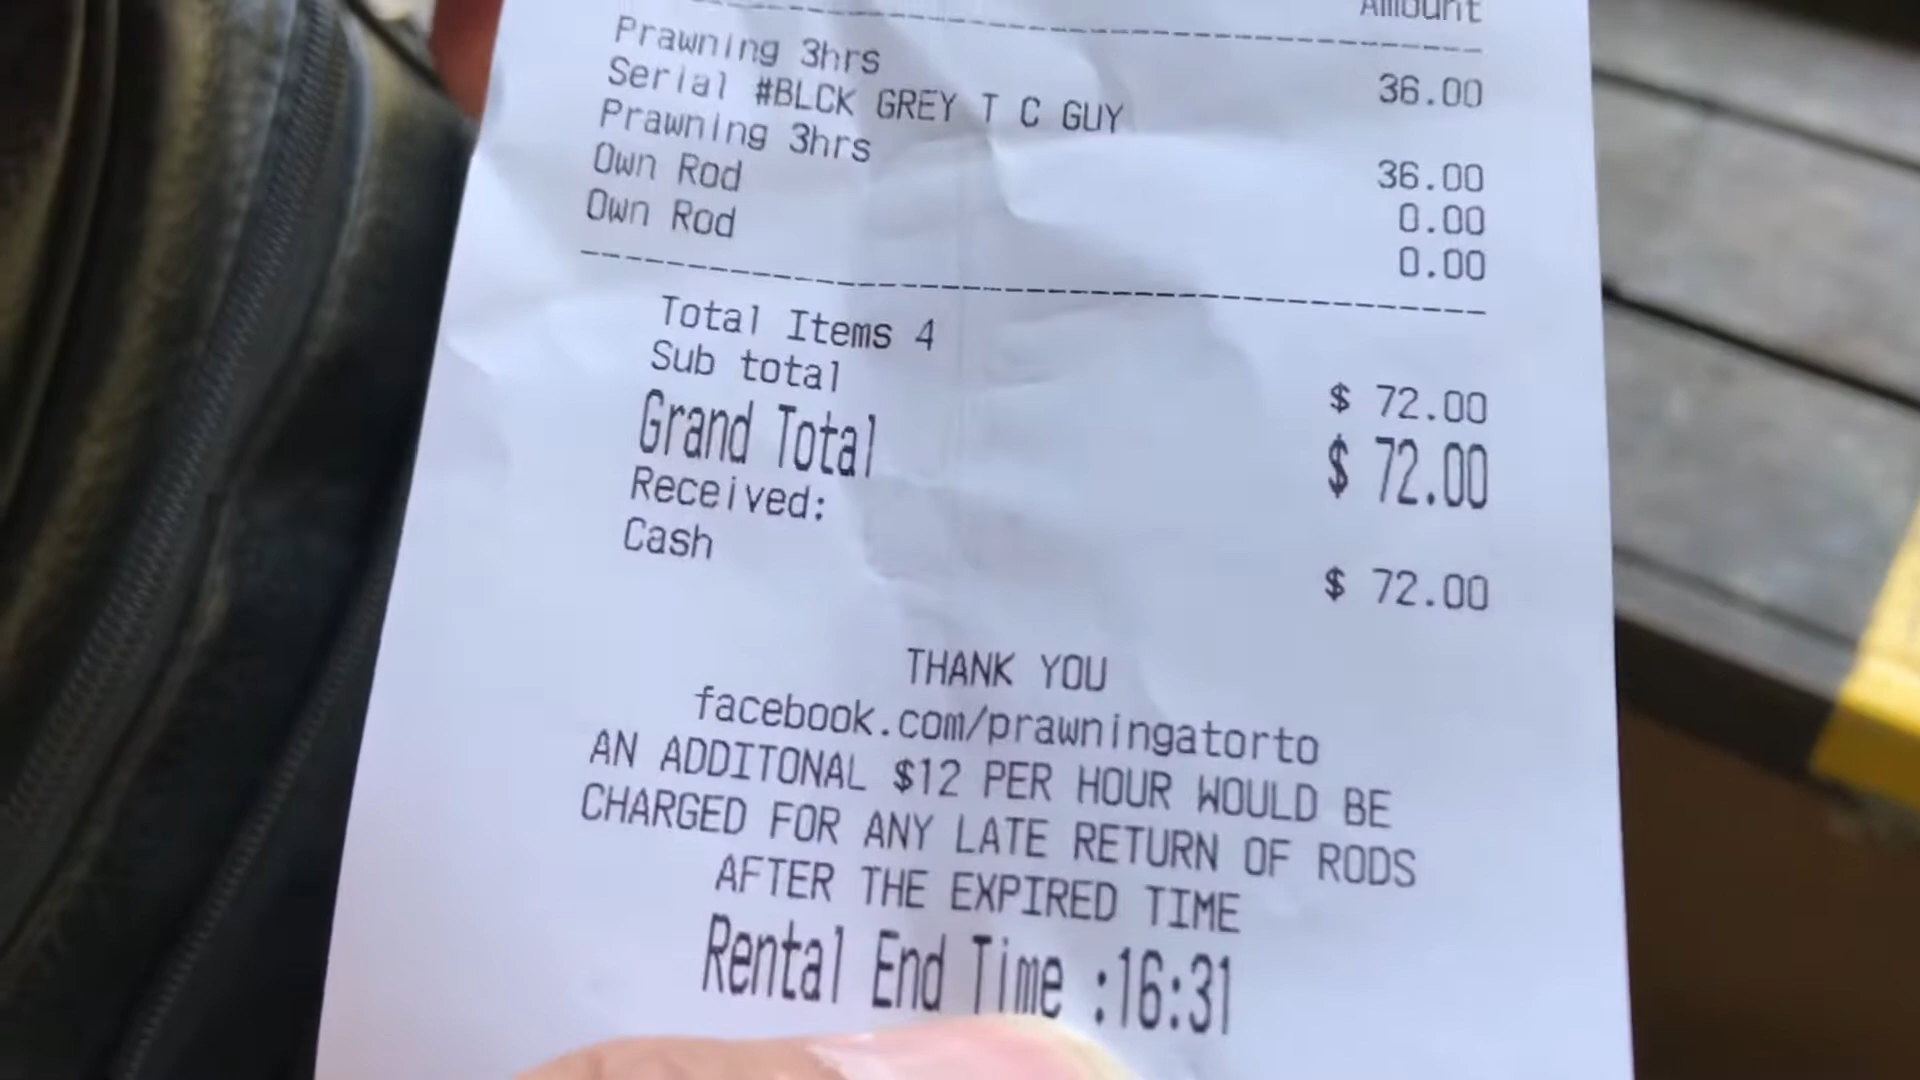 Amount
Prawning 3hrs 36.00
Serial #BLCK GREY T C GUY
Prawning 3hrs 36.00
Own Rod 0.00
Own Rod 0.00
Total Items 4
Sub total $ 72.00
Grand Total $ 72.00
Received:
Cash $ 72.00
THANK YOU
facebook.com/prawningatorto
AN ADDITONAL $12 PER HOUR WOULD BE
CHARGED FOR ANY LATE RETURN OF RODS
AFTER THE EXPIRED TIME
Rental End Time :16:31